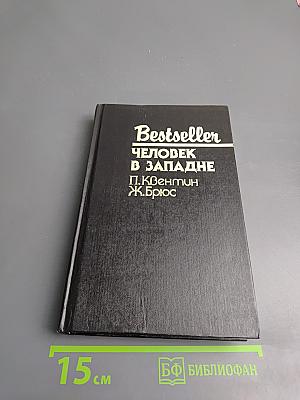 Bestseller
ЧЕЛОВЕК
В ЗАПАДНЕ
П.Квентин
Ж.Брюс
15 см
БФ БИБЛИОФАН